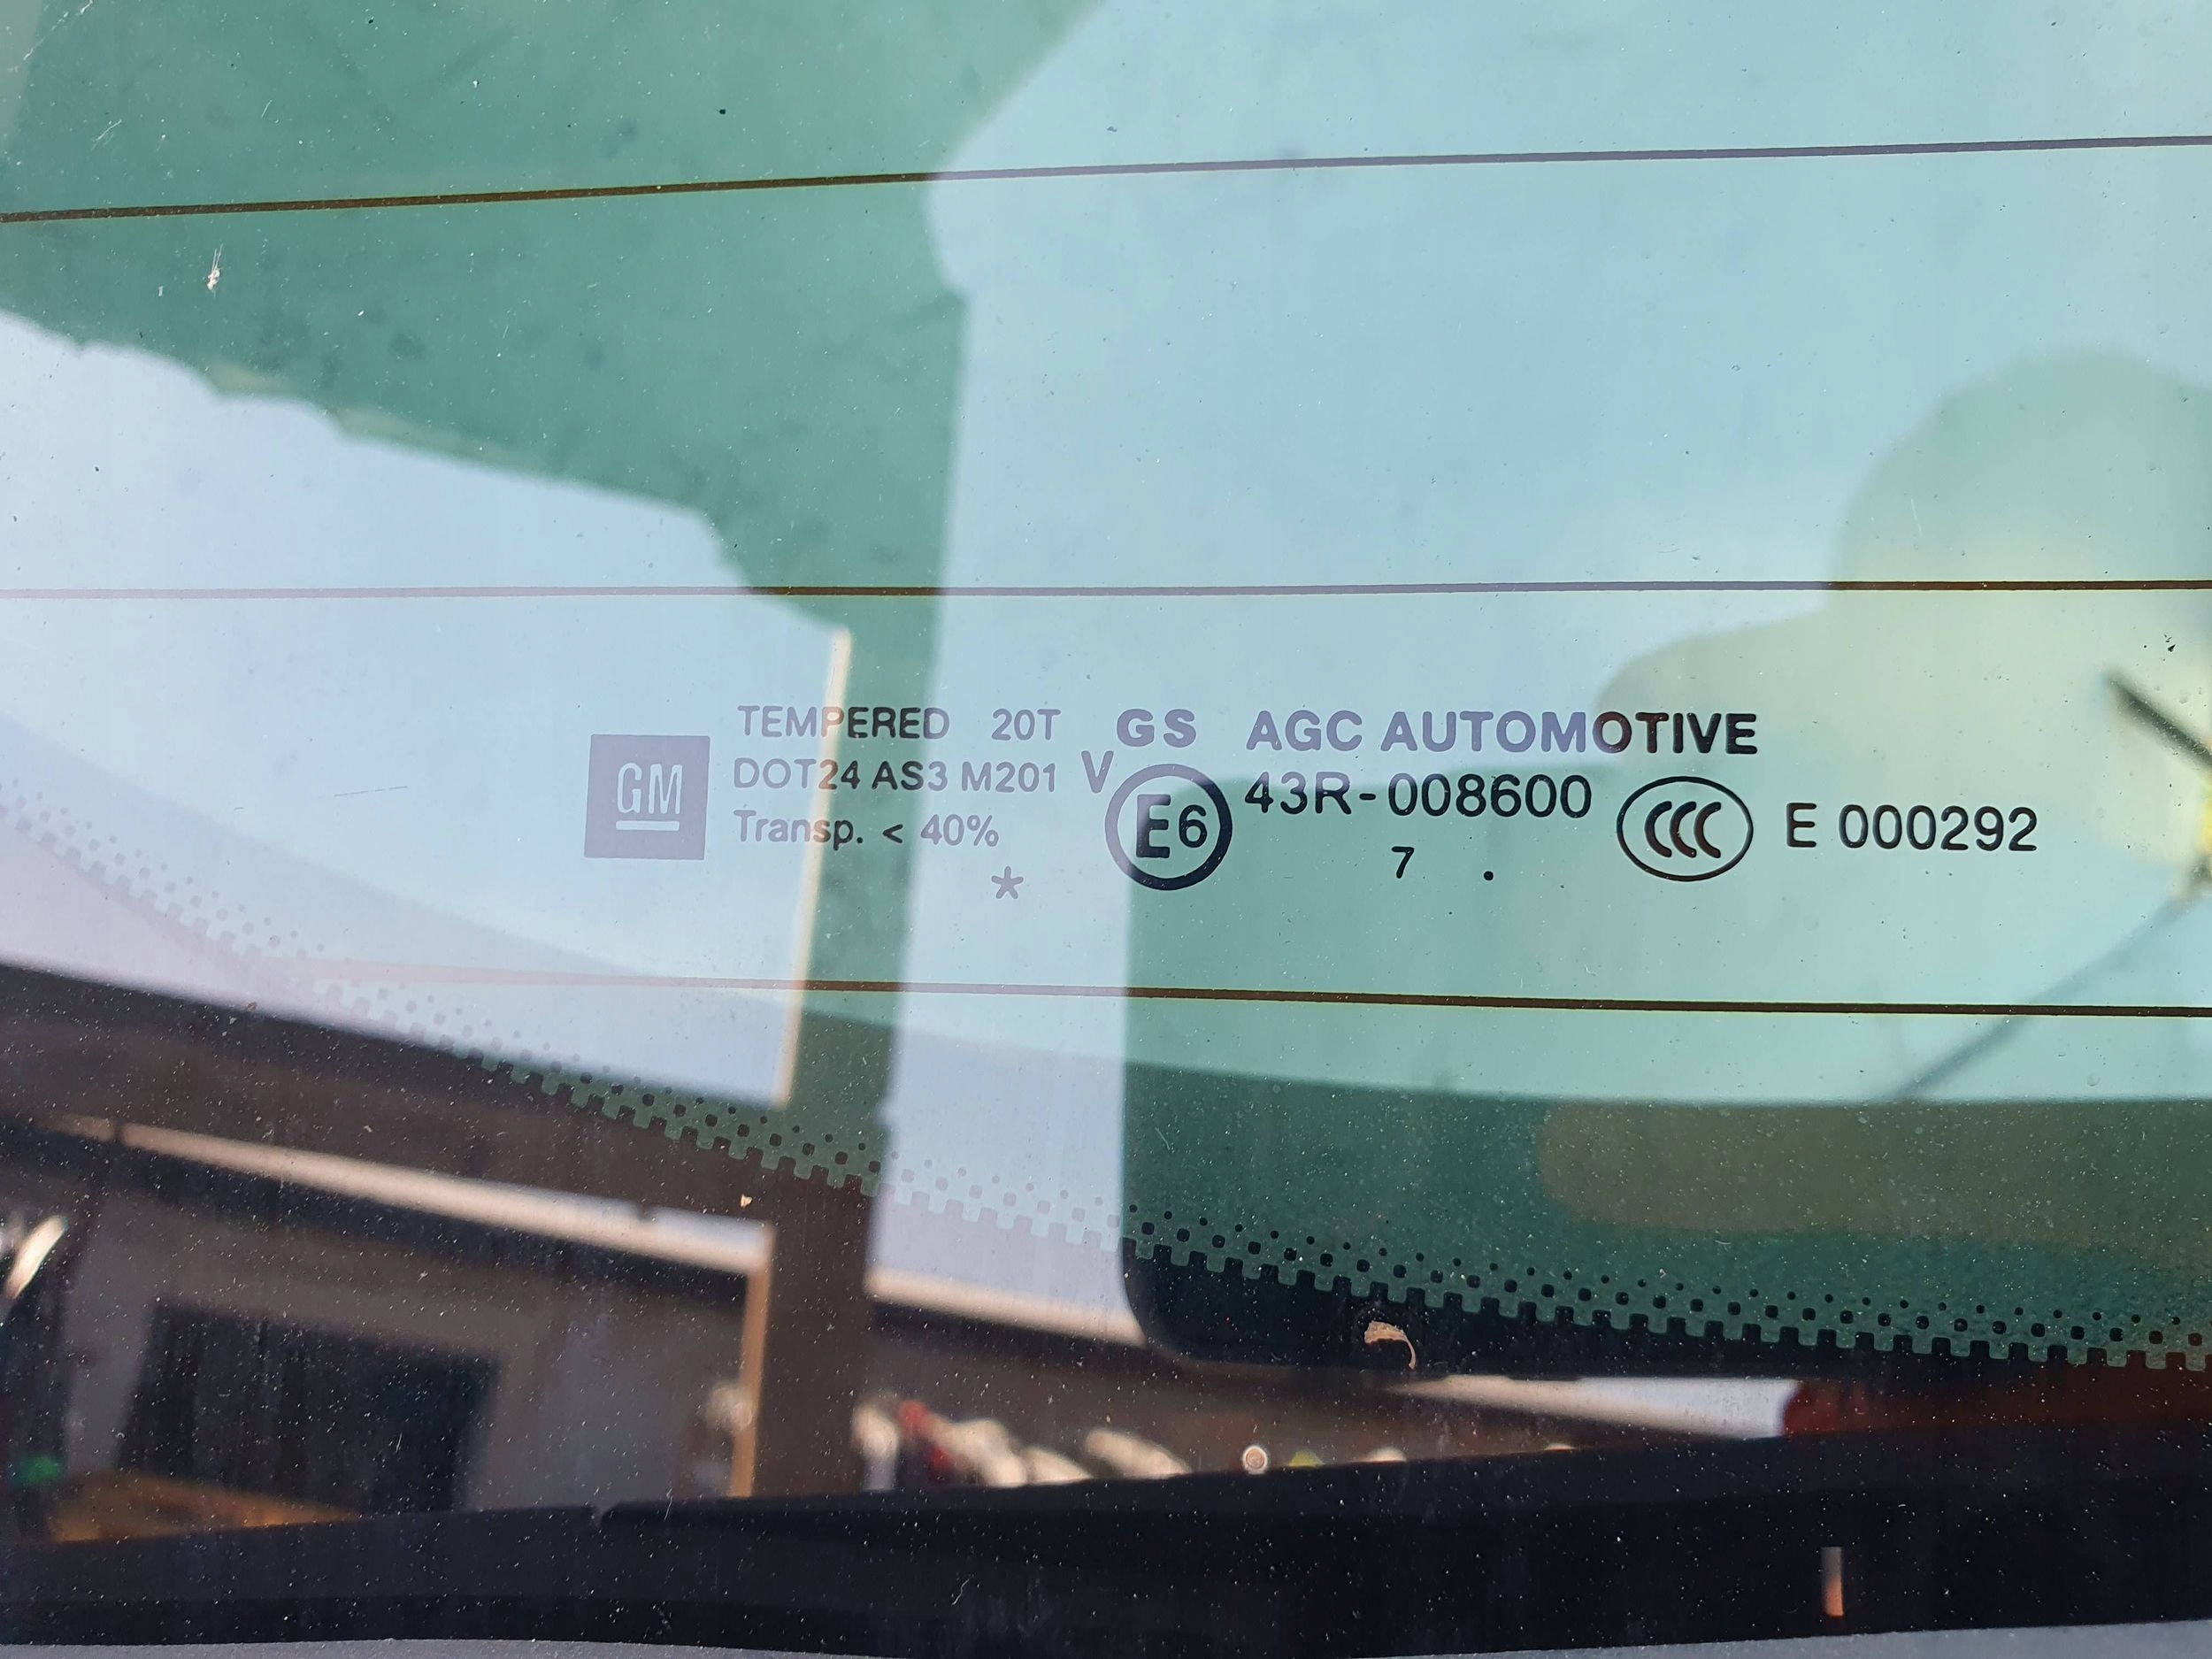 GM
TEMPERED 20T GS AGC AUTOMOTIVE
DOT24 AS3 M201 V E6 43R-008600 CCC E 000292
Transp. < 40%
* 7 .